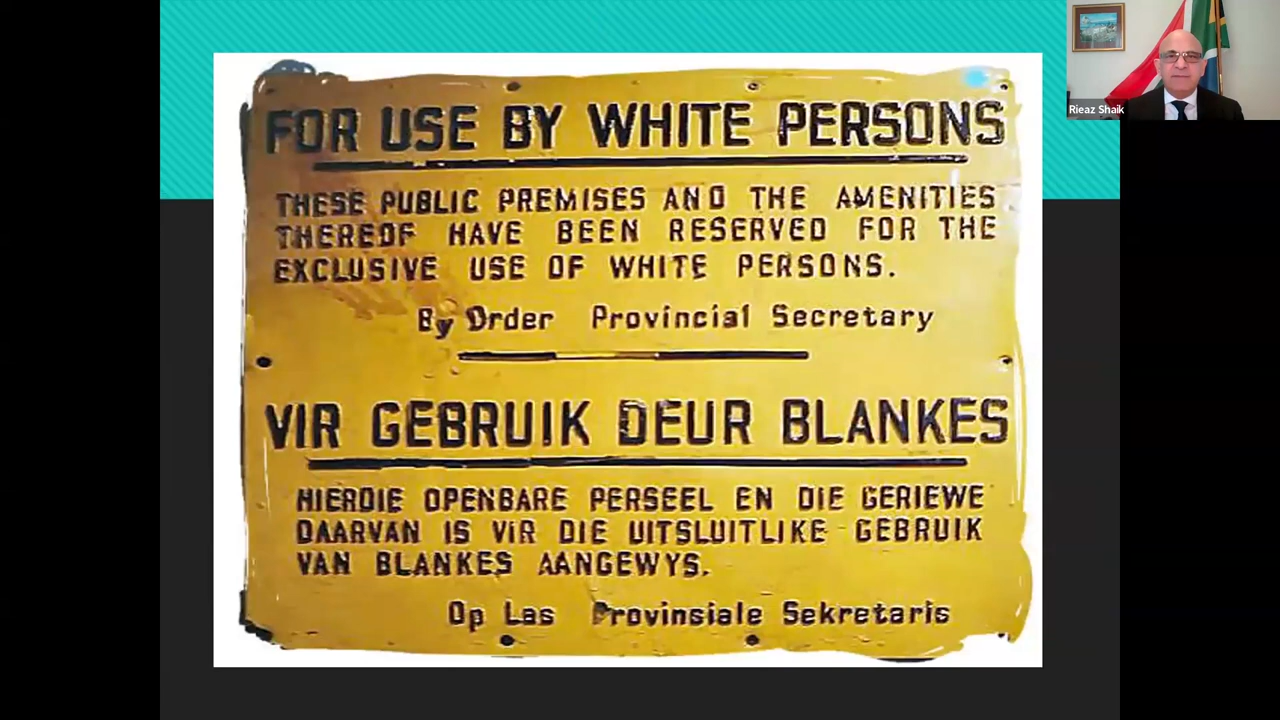 FOR USE BY WHITE PERSONS
THESE PUBLIC PREMISES AND THE AMENITIES
THEREOF HAVE BEEN RESERVED FOR THE
EXCLUSIVE USE OF WHITE PERSONS.
By Order Provincial Secretary
VIR GEBRUIK DEUR BLANKES
HIERDIE OPENBARE PERSEEL EN DIE GERIEWE
DAARVAN IS VIR DIE UITSLUITLIKE GEBRUIK
VAN BLANKES AANGEWYS.
Op Las Provinsiale Sekretaris
Rieaz Shaik